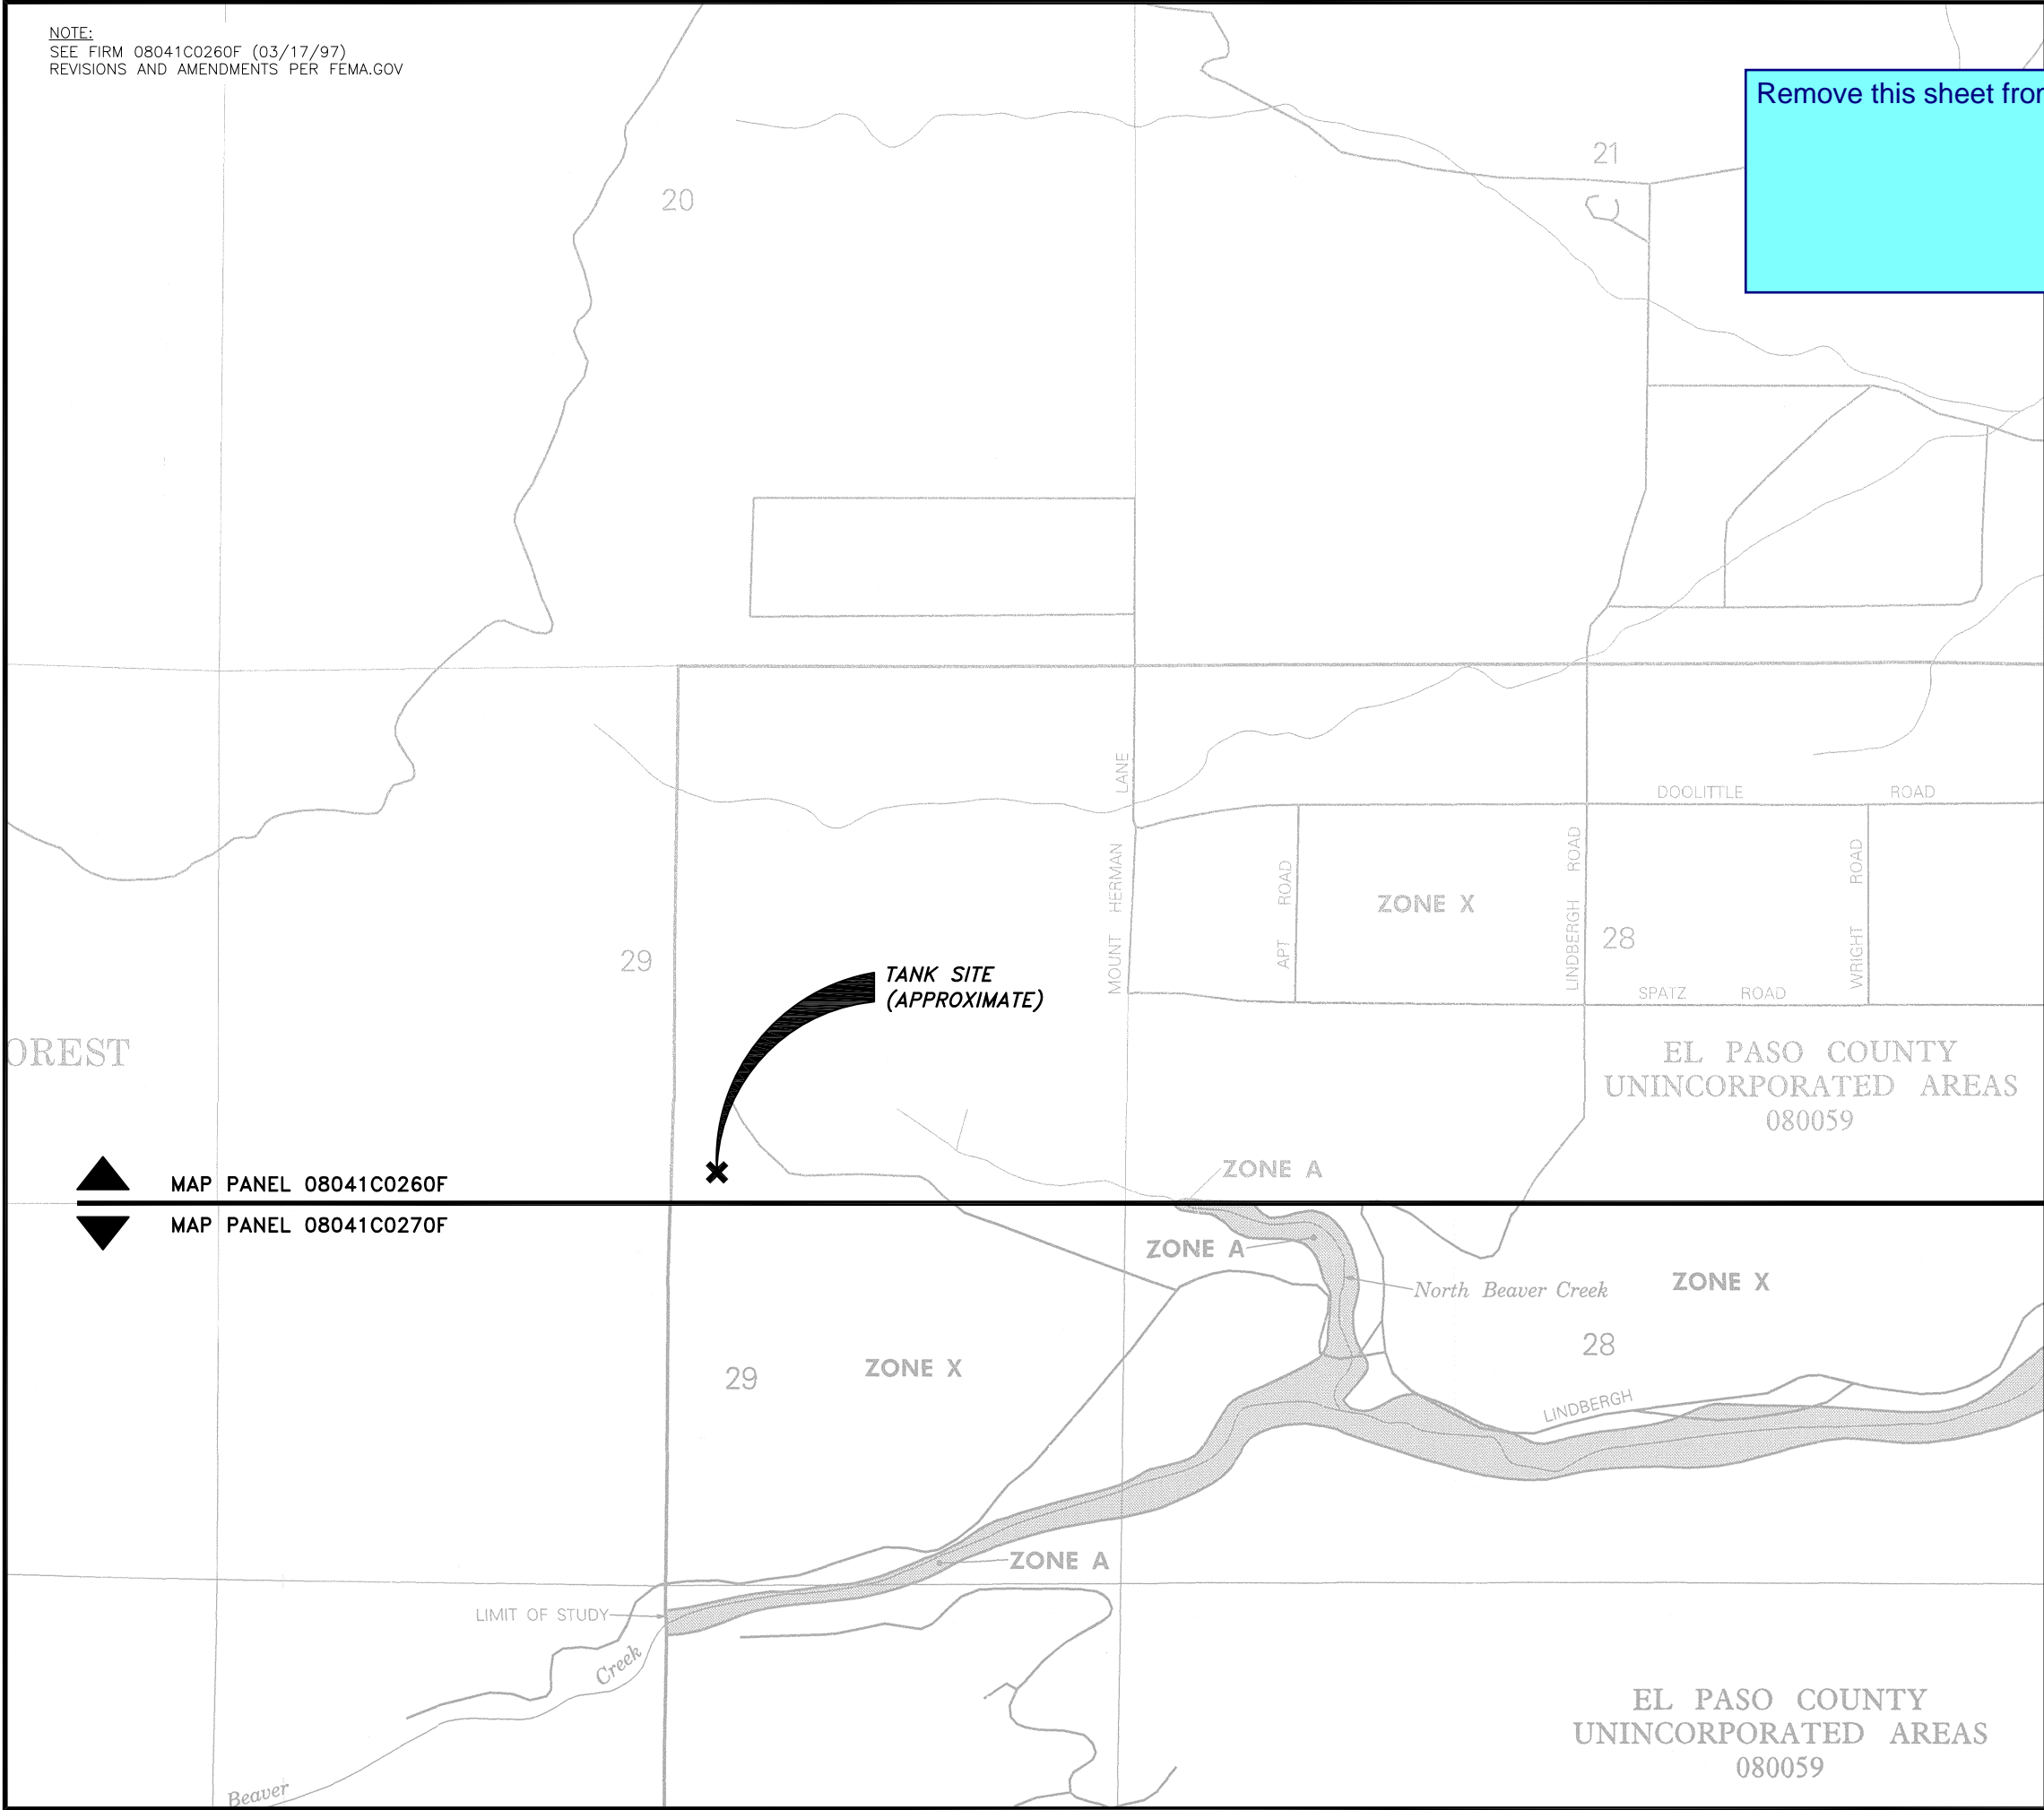 NOTE:
SEE FIRM 08041C0260F (03/17/97)
REVISIONS AND AMENDMENTS PER FEMA.GOV
Remove this sheet
21
20
LANE
DOOLITTLE ROAD
MOUNT HERMAN
APT ROAD
ZONE X
LINDBERGH ROAD
28
WRIGHT ROAD
29
TANK SITE
(APPROXIMATE)
SPATZ ROAD
OREST
EL PASO COUNTY
UNINCORPORATED AREAS
080059
ZONE A
MAP PANEL 08041C0260F
MAP PANEL 08041C0270F
ZONE A
North Beaver Creek
ZONE X
28
29
ZONE X
LINDBERGH
ZONE A
LIMIT OF STUDY
Creek
Beaver
EL PASO COUNTY
UNINCORPORATED AREAS
080059